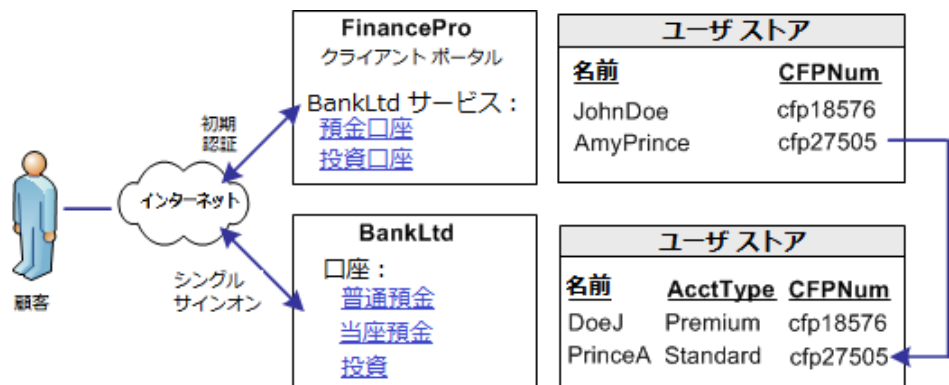 FinancePro
クライアント ポータル
BankLtd サービス：
預金口座
投資口座
ユーザ ストア
名前 CFPNum
JohnDoe cfp18576
AmyPrince cfp27505
初期
認証
インターネット
顧客
シングル
サインオン
BankLtd
口座：
普通預金
当座預金
投資
ユーザ ストア
名前 AcctType CFPNum
DoeJ Premium cfp18576
PrinceA Standard cfp27505